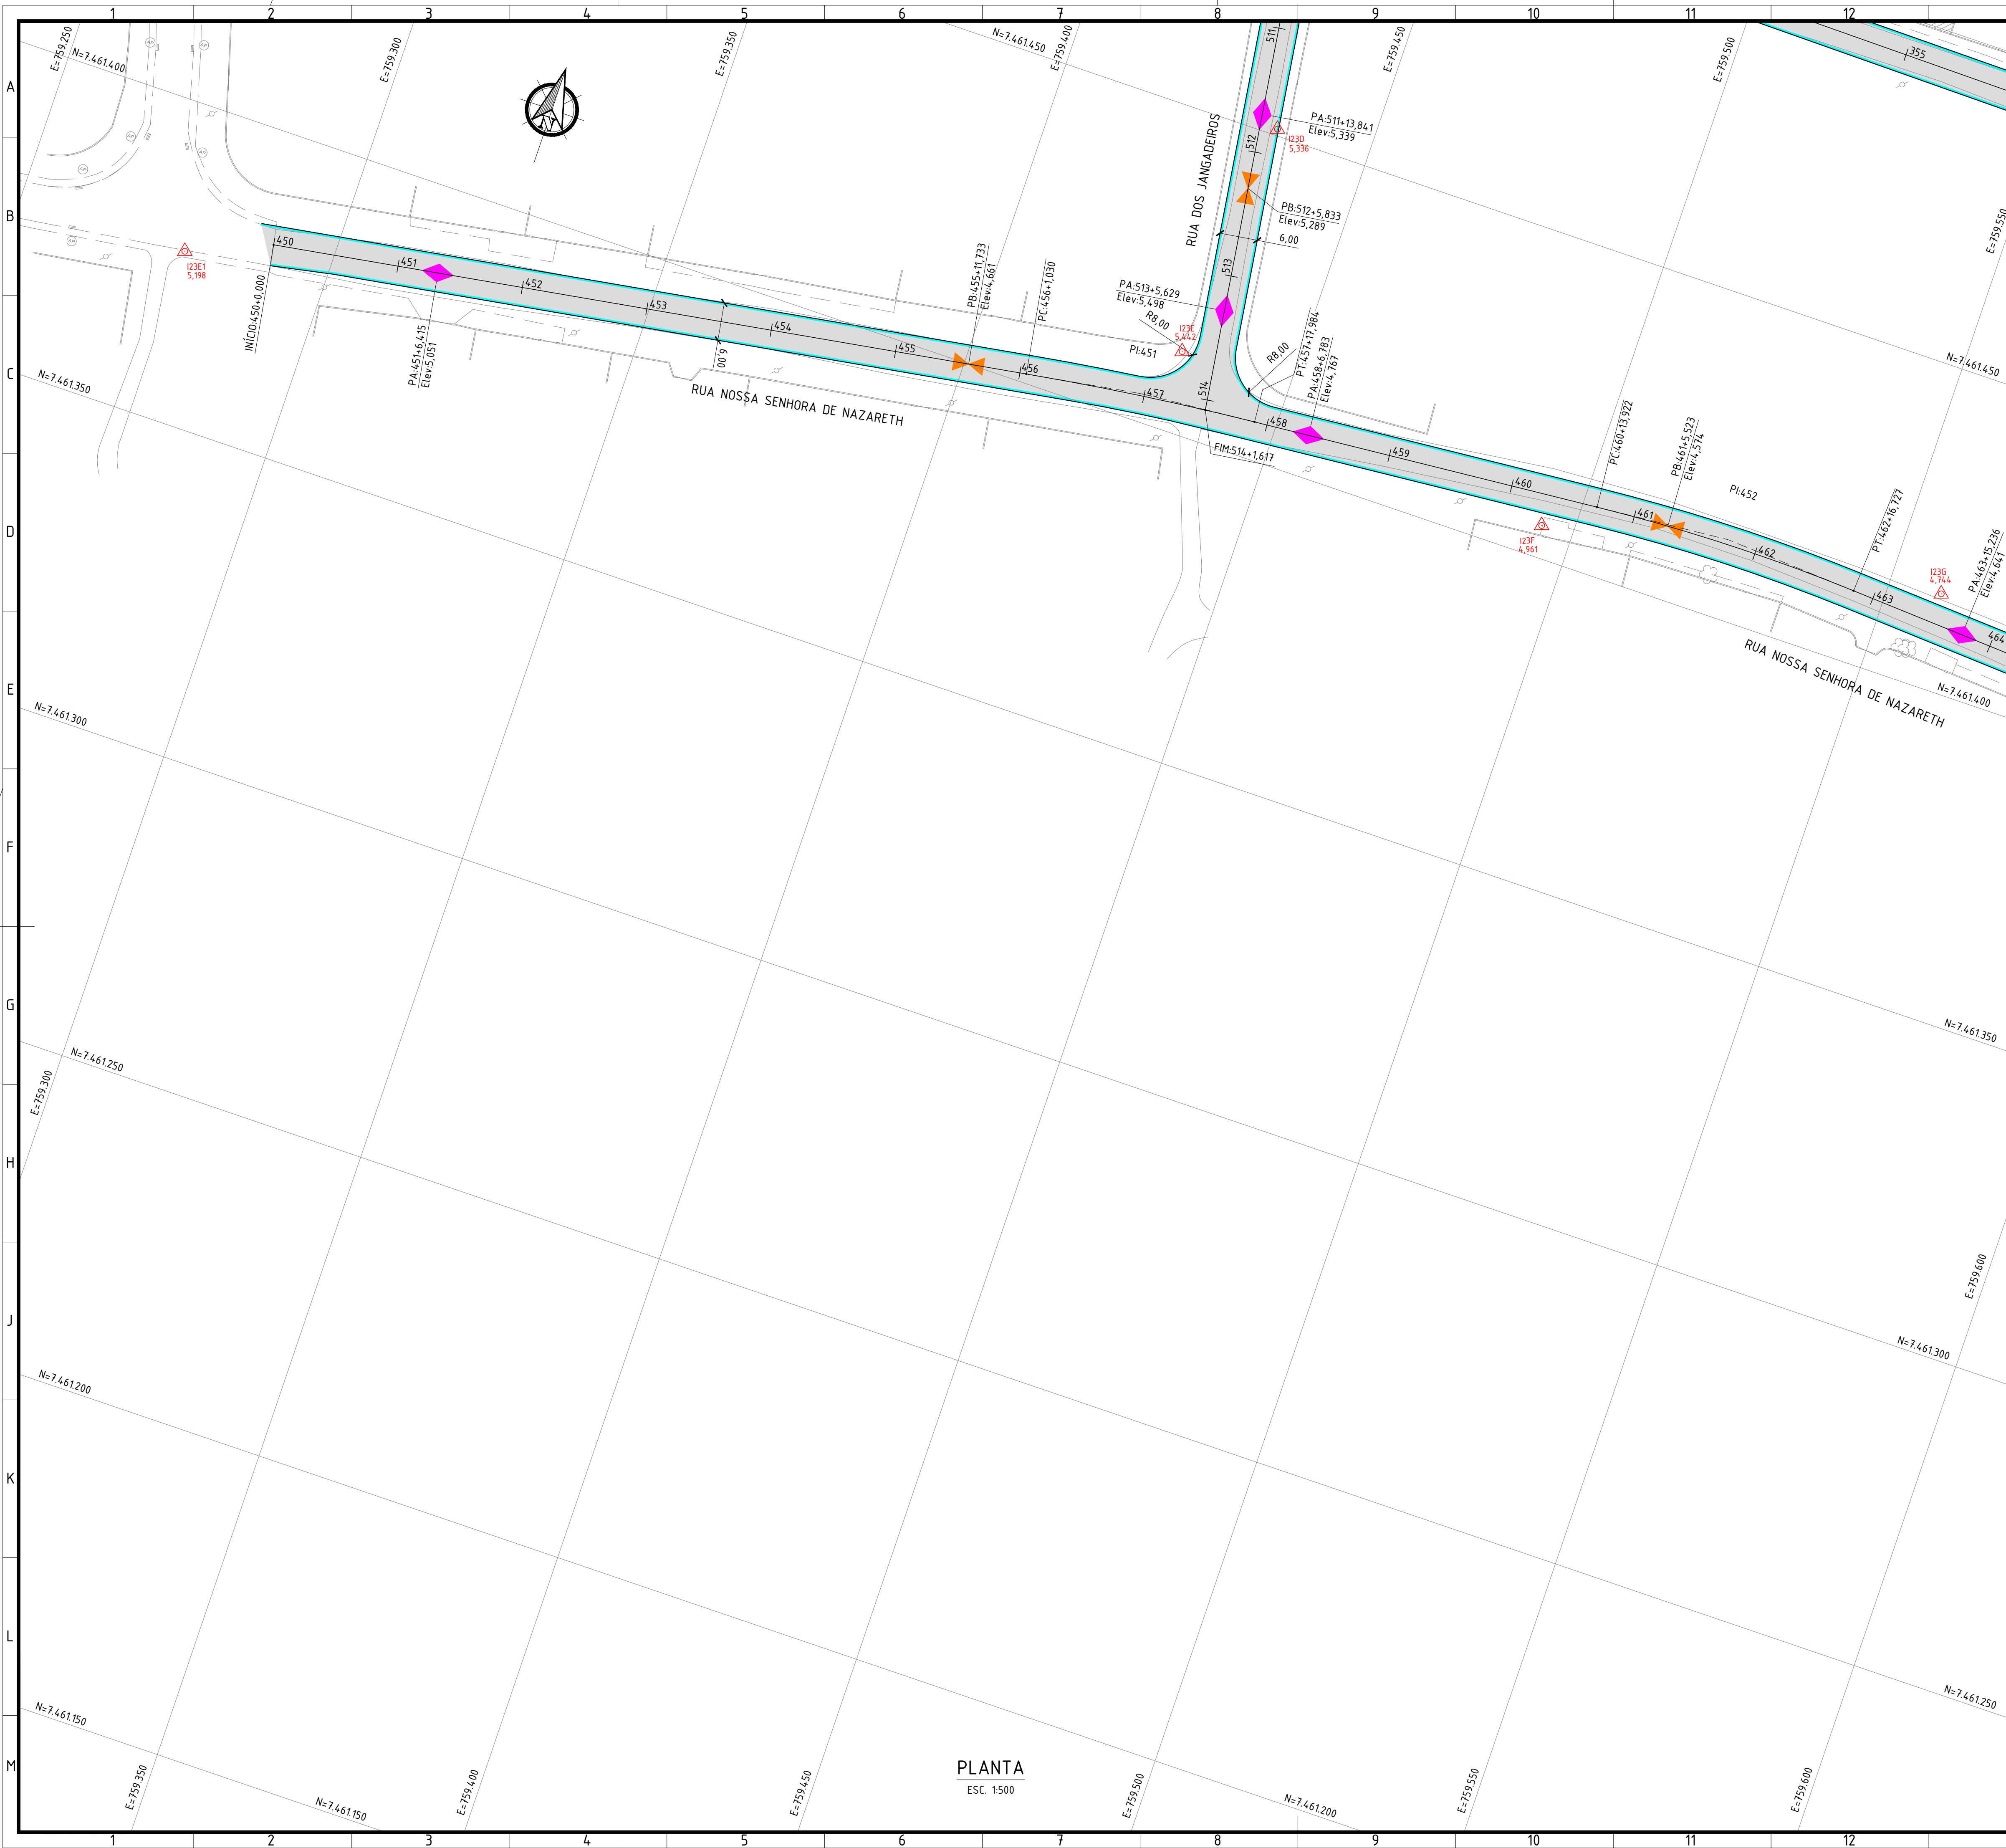 1 2 3 4 5 6 7 8 9 10 11 12
A
B
C
D
E
F
G
H
J
K
L
M
E=759.250
N=7.461.400
E=759.300
E=759.350
N=7.461.450
E=759.400
E=759.450
E=759.500
E=759.550
N
511
355
PA:511+13,841
Elev:5,339
I23D
5,336
512
RUA DOS JANGADEIROS
PB:512+5,833
Elev:5,289
6,00
513
PA:513+5,629
Elev:5,498
R8,00
I23E
5,442
PI:451
I23E1
5,198
450
INÍCIO:450+0,000
451
PA:451+6,415
Elev:5,051
452
453
6,00
454
455
PB:455+11,733
Elev:4,661
PC:456+1,030
456
457
514
R8,00
PT:457+17,984
PA:458+6,783
Elev:4,767
458
FIM:514+1,617
459
460
PC:460+13,922
461
PB:461+5,523
Elev:4,574
PI:452
462
PT:462+16,727
463
PA:463+15,236
Elev:4,641
464
I23F
4,961
I23G
4,744
RUA NOSSA SENHORA DE NAZARETH
RUA NOSSA SENHORA DE NAZARETH
N=7.461.450
N=7.461.350
N=7.461.400
N=7.461.300
N=7.461.350
N=7.461.250
E=759.300
E=759.600
N=7.461.300
N=7.461.200
N=7.461.250
N=7.461.150
N=7.461.150
N=7.461.200
E=759.350
E=759.400
E=759.450
E=759.500
E=759.550
E=759.600
PLANTA
ESC. 1:500
1 2 3 4 5 6 7 8 9 10 11 12